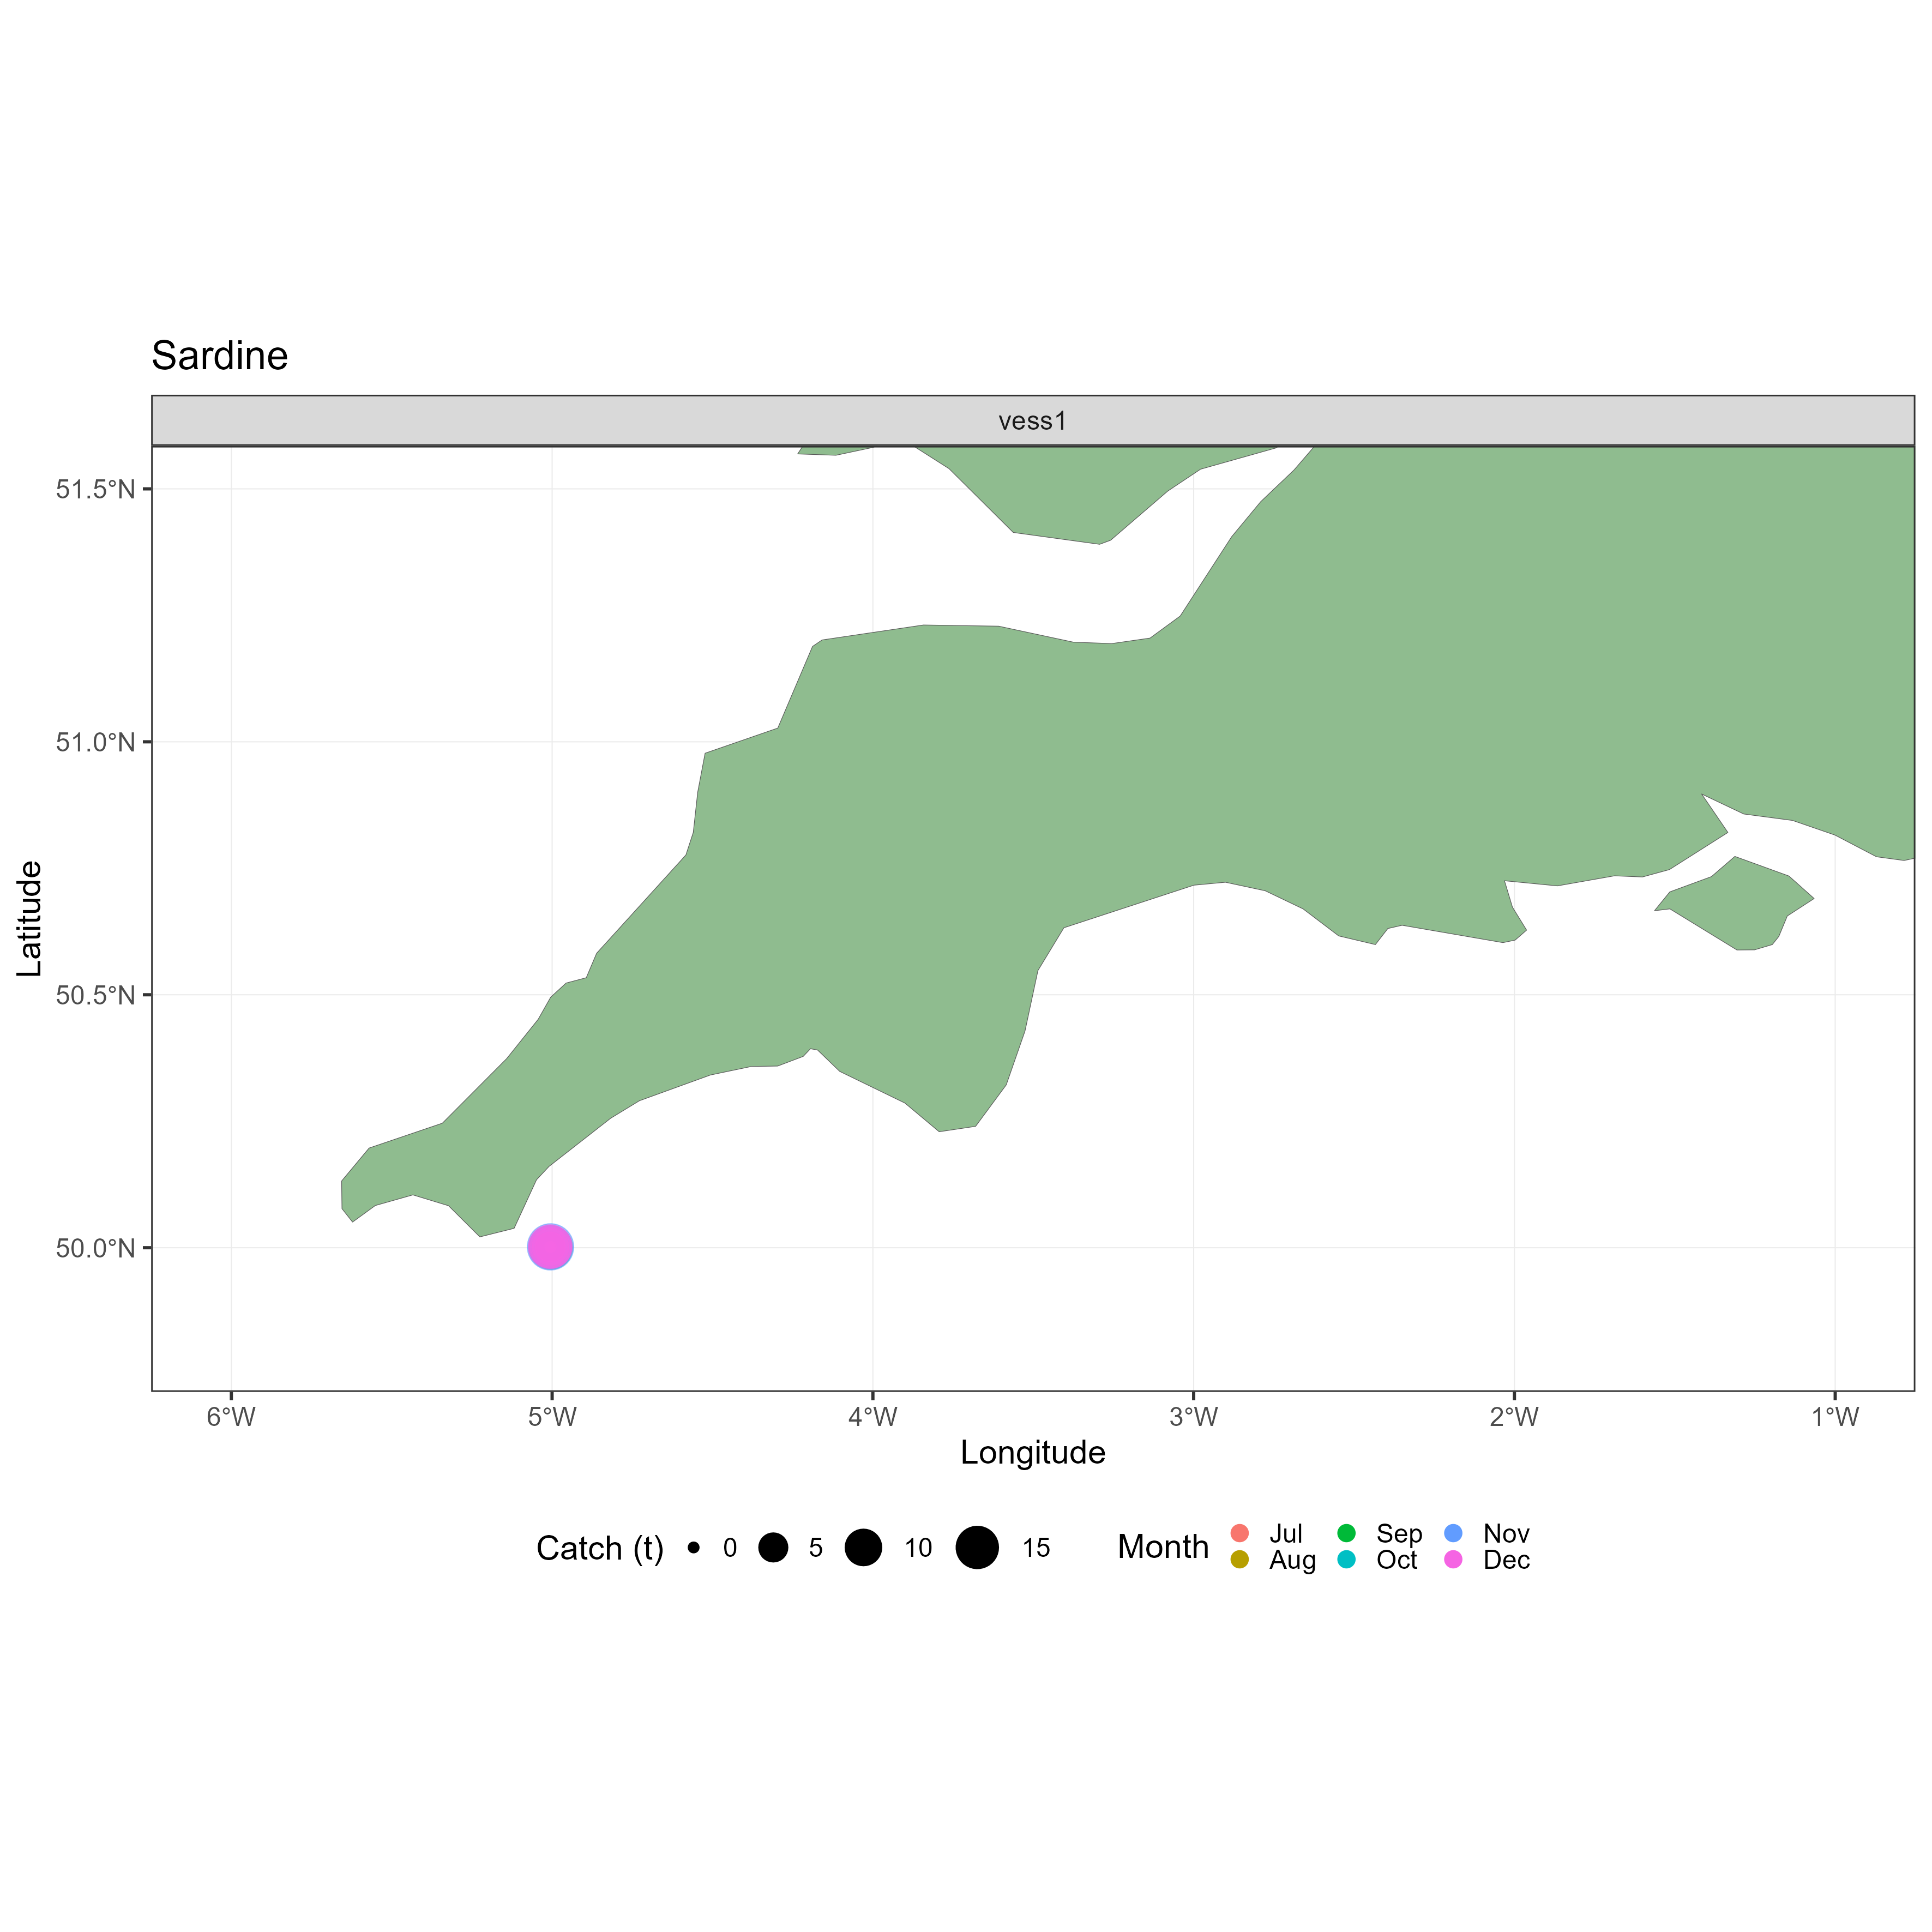 Sardine
vess1
51.5°N
51.0°N
50.5°N
50.0°N
Latitude
6°W 5°W 4°W 3°W 2°W 1°W
Longitude
Catch (t) 0 5 10 15 Month Jul Sep Nov
Aug Oct Dec